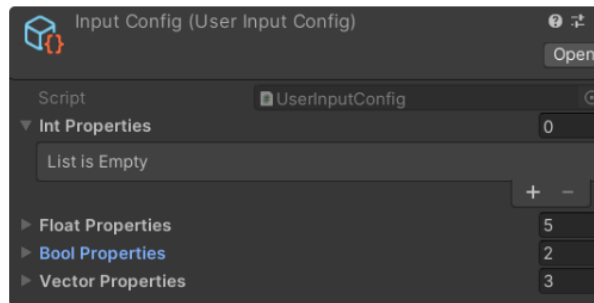 Input Config (User Input Config)
Open
Script UserInputConfig
Int Properties 0
List is Empty
+ −
Float Properties 5
Bool Properties 2
Vector Properties 3